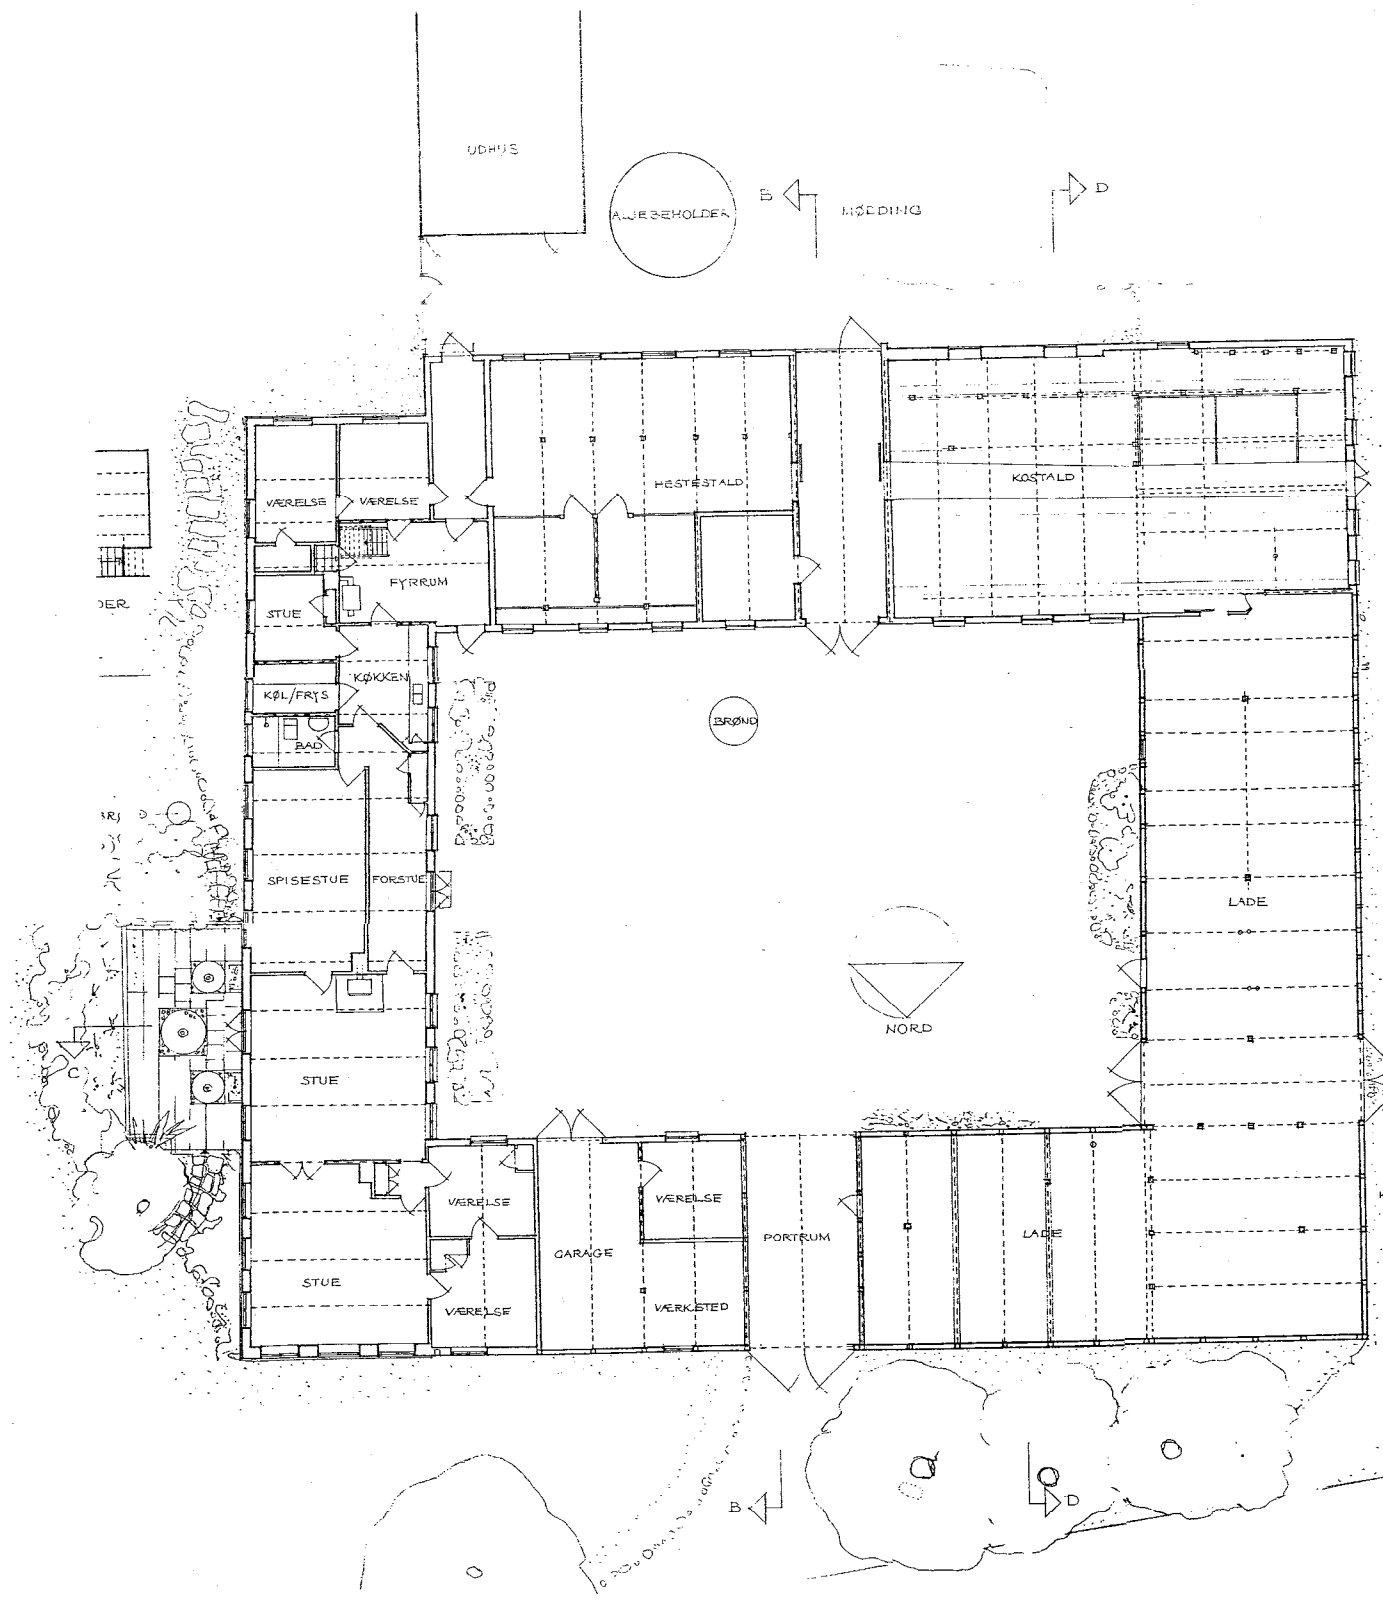 UDHUS
AJLEBEHOLDER
B
MØDDING
D
VÆRELSE
VÆRELSE
HESTESTALD
KOSTALD
FYRRUM
DER
STUE
KØKKEN
KØL/FRYS
BAD
BRØND
SPISESTUE
FORSTUE
LADE
NORD
C
STUE
VÆRELSE
VÆRELSE
GARAGE
PORTRUM
LADE
STUE
VÆRELSE
VÆRKSTED
B
D